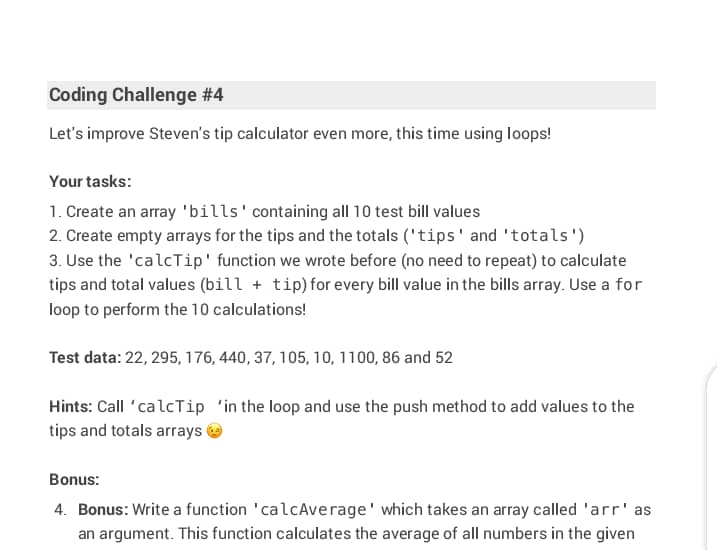 Coding Challenge #4
Let's improve Steven's tip calculator even more, this time using loops!
Your tasks:
1. Create an array 'bills' containing all 10 test bill values
2. Create empty arrays for the tips and the totals ('tips' and 'totals')
3. Use the 'calcTip' function we wrote before (no need to repeat) to calculate
tips and total values (bill + tip) for every bill value in the bills array. Use a for
loop to perform the 10 calculations!
Test data: 22, 295, 176, 440, 37, 105, 10, 1100, 86 and 52
Hints: Call ‘calcTip ‘in the loop and use the push method to add values to the
tips and totals arrays 😉
Bonus:
4. Bonus: Write a function 'calcAverage' which takes an array called 'arr' as
an argument. This function calculates the average of all numbers in the given